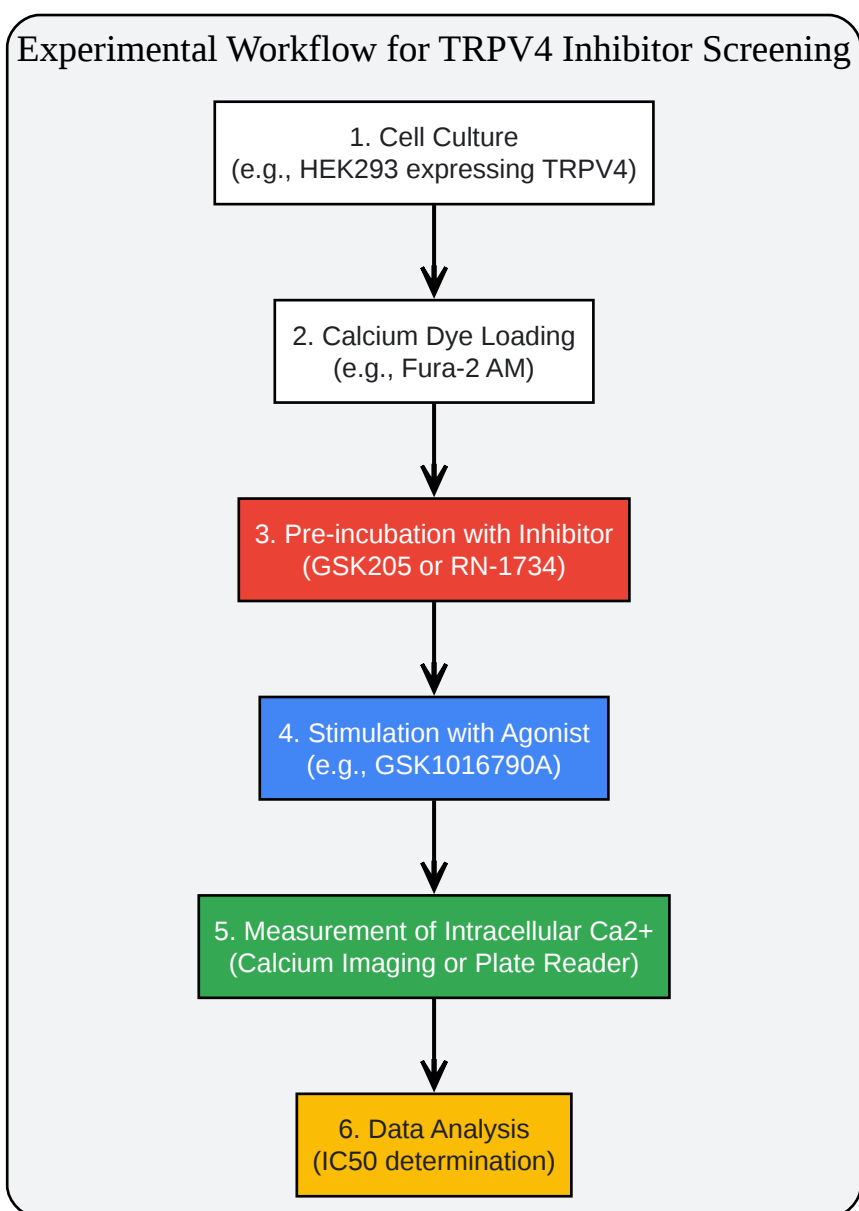 Experimental Workflow for TRPV4 Inhibitor Screening
1. Cell Culture
(e.g., HEK293 expressing TRPV4)
2. Calcium Dye Loading
(e.g., Fura-2 AM)
3. Pre-incubation with Inhibitor
(GSK205 or RN-1734)
4. Stimulation with Agonist
(e.g., GSK1016790A)
5. Measurement of Intracellular Ca2+
(Calcium Imaging or Plate Reader)
6. Data Analysis
(IC50 determination)